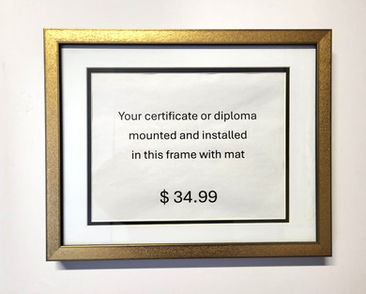 Your certificate or diploma
mounted and installed
in this frame with mat
$ 34.99